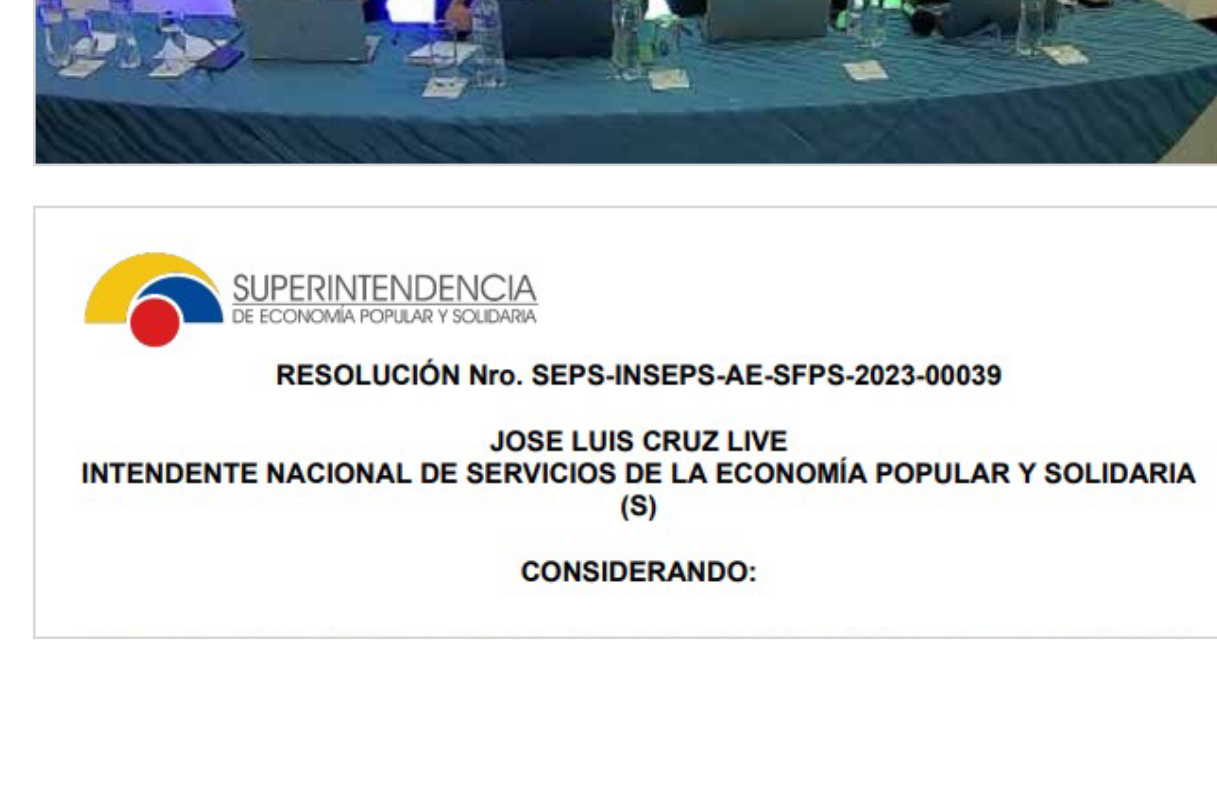 SUPERINTENDENCIA
DE ECONOMÍA POPULAR Y SOLIDARIA
RESOLUCIÓN Nro. SEPS-INSEPS-AE-SFPS-2023-00039
JOSE LUIS CRUZ LIVE
INTENDENTE NACIONAL DE SERVICIOS DE LA ECONOMÍA POPULAR Y SOLIDARIA
(S)
CONSIDERANDO: